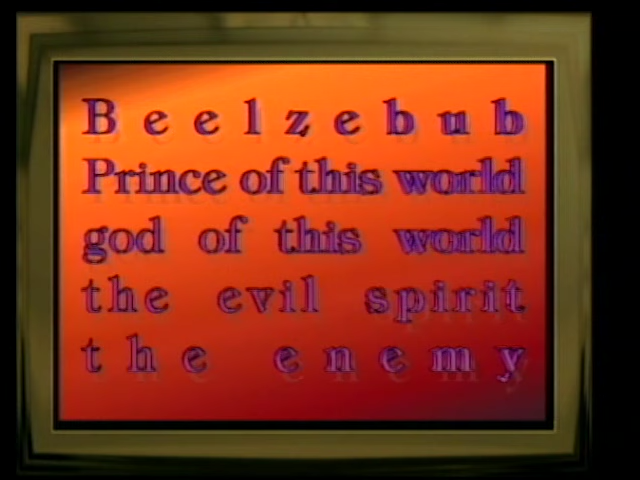 Beelzebub
Prince of this world
god of this world
the evil spirit
the enemy